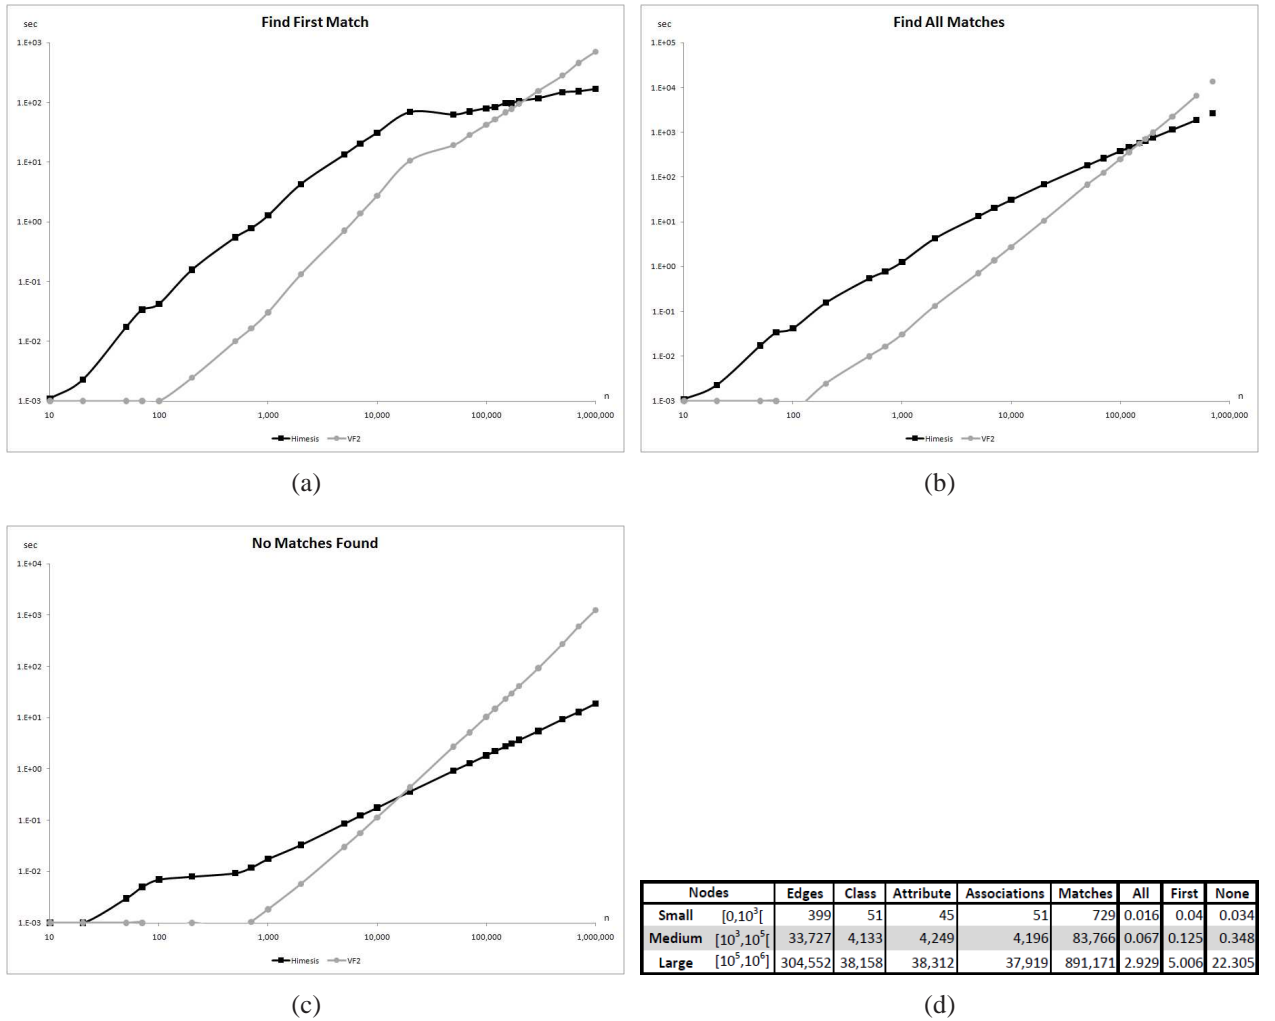 Find First Match
sec
1.E+03
1.E+02
1.E+01
1.E+00
1.E-01
1.E-02
1.E-03
10
100
1,000
10,000
100,000
1,000,000
n
Himesis
VF2
(a)
Find All Matches
sec
1.E+05
1.E+04
1.E+03
1.E+02
1.E+01
1.E+00
1.E-01
1.E-02
1.E-03
10
100
1,000
10,000
100,000
1,000,000
n
Himesis
VF2
(b)
No Matches Found
sec
1.E+04
1.E+03
1.E+02
1.E+01
1.E+00
1.E-01
1.E-02
1.E-03
10
100
1,000
10,000
100,000
1,000,000
n
Himesis
VF2
(c)
Nodes Edges Class Attribute Associations Matches All First None
Small [0,10³[ 399 51 45 51 729 0.016 0.04 0.034
Medium [10³,10⁵[ 33,727 4,133 4,249 4,196 83,766 0.067 0.125 0.348
Large [10⁵,10⁶] 304,552 38,158 38,312 37,919 891,171 2.929 5.006 22.305
(d)